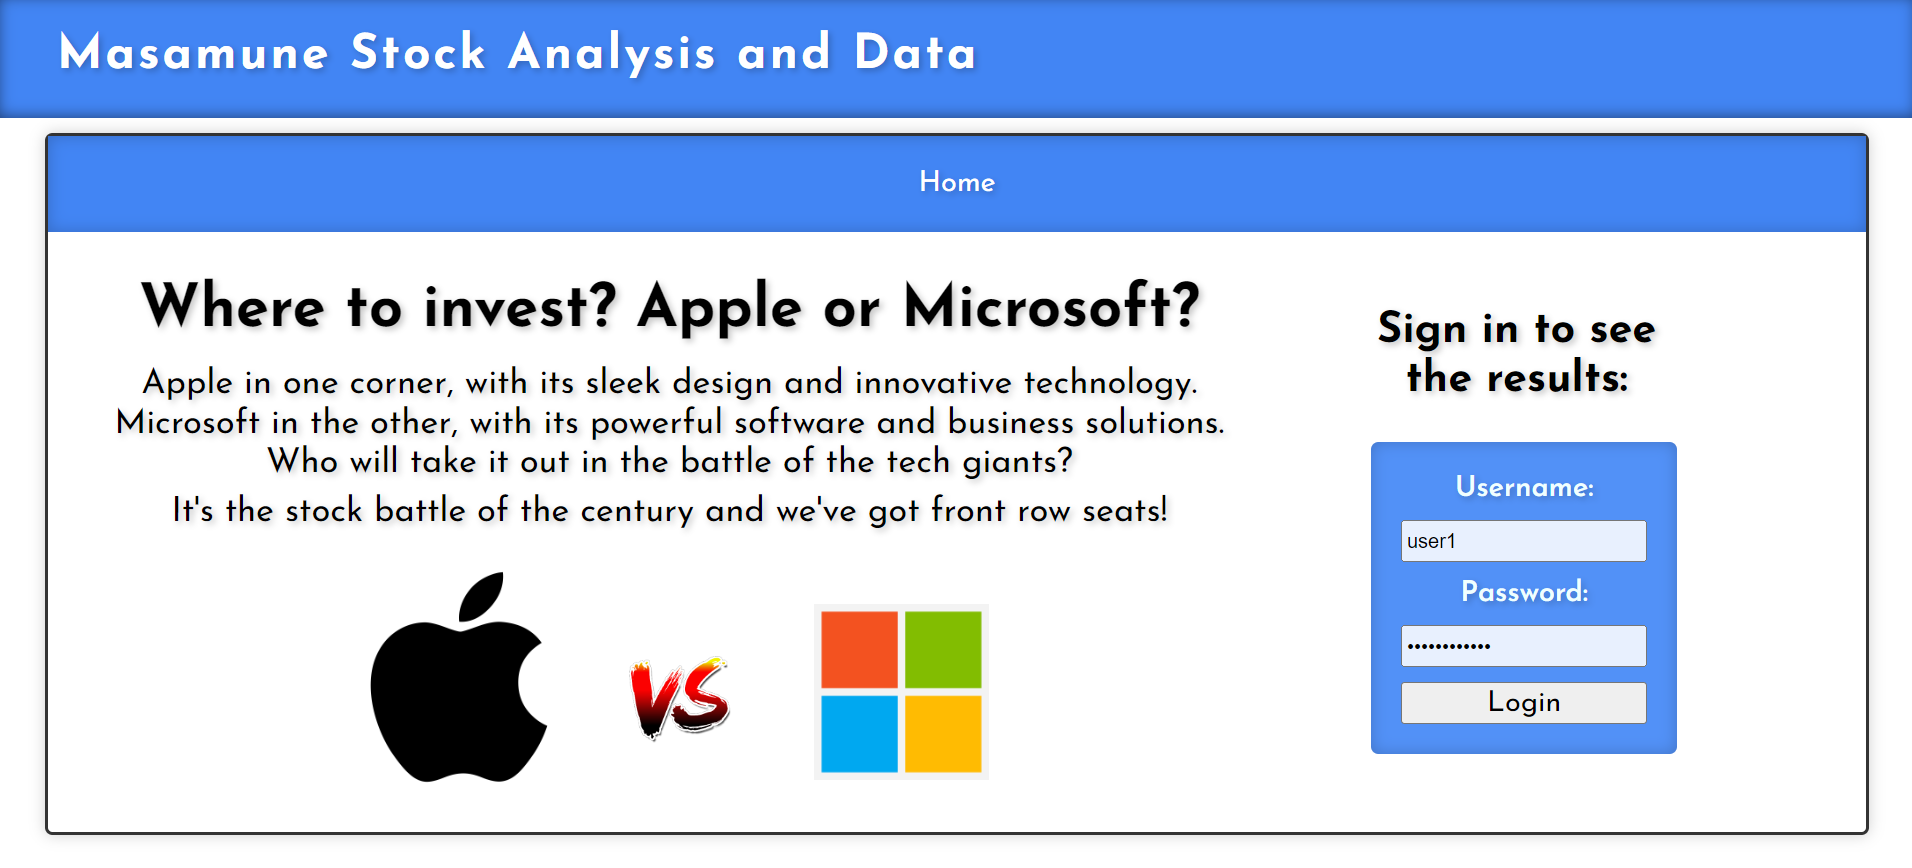 Masamune Stock Analysis and Data
Home
Where to invest? Apple or Microsoft?
Apple in one corner, with its sleek design and innovative technology.
Microsoft in the other, with its powerful software and business solutions.
Who will take it out in the battle of the tech giants?
It's the stock battle of the century and we've got front row seats!
VS
Sign in to see
the results:
Username:
user1
Password:
••••••••••••
Login